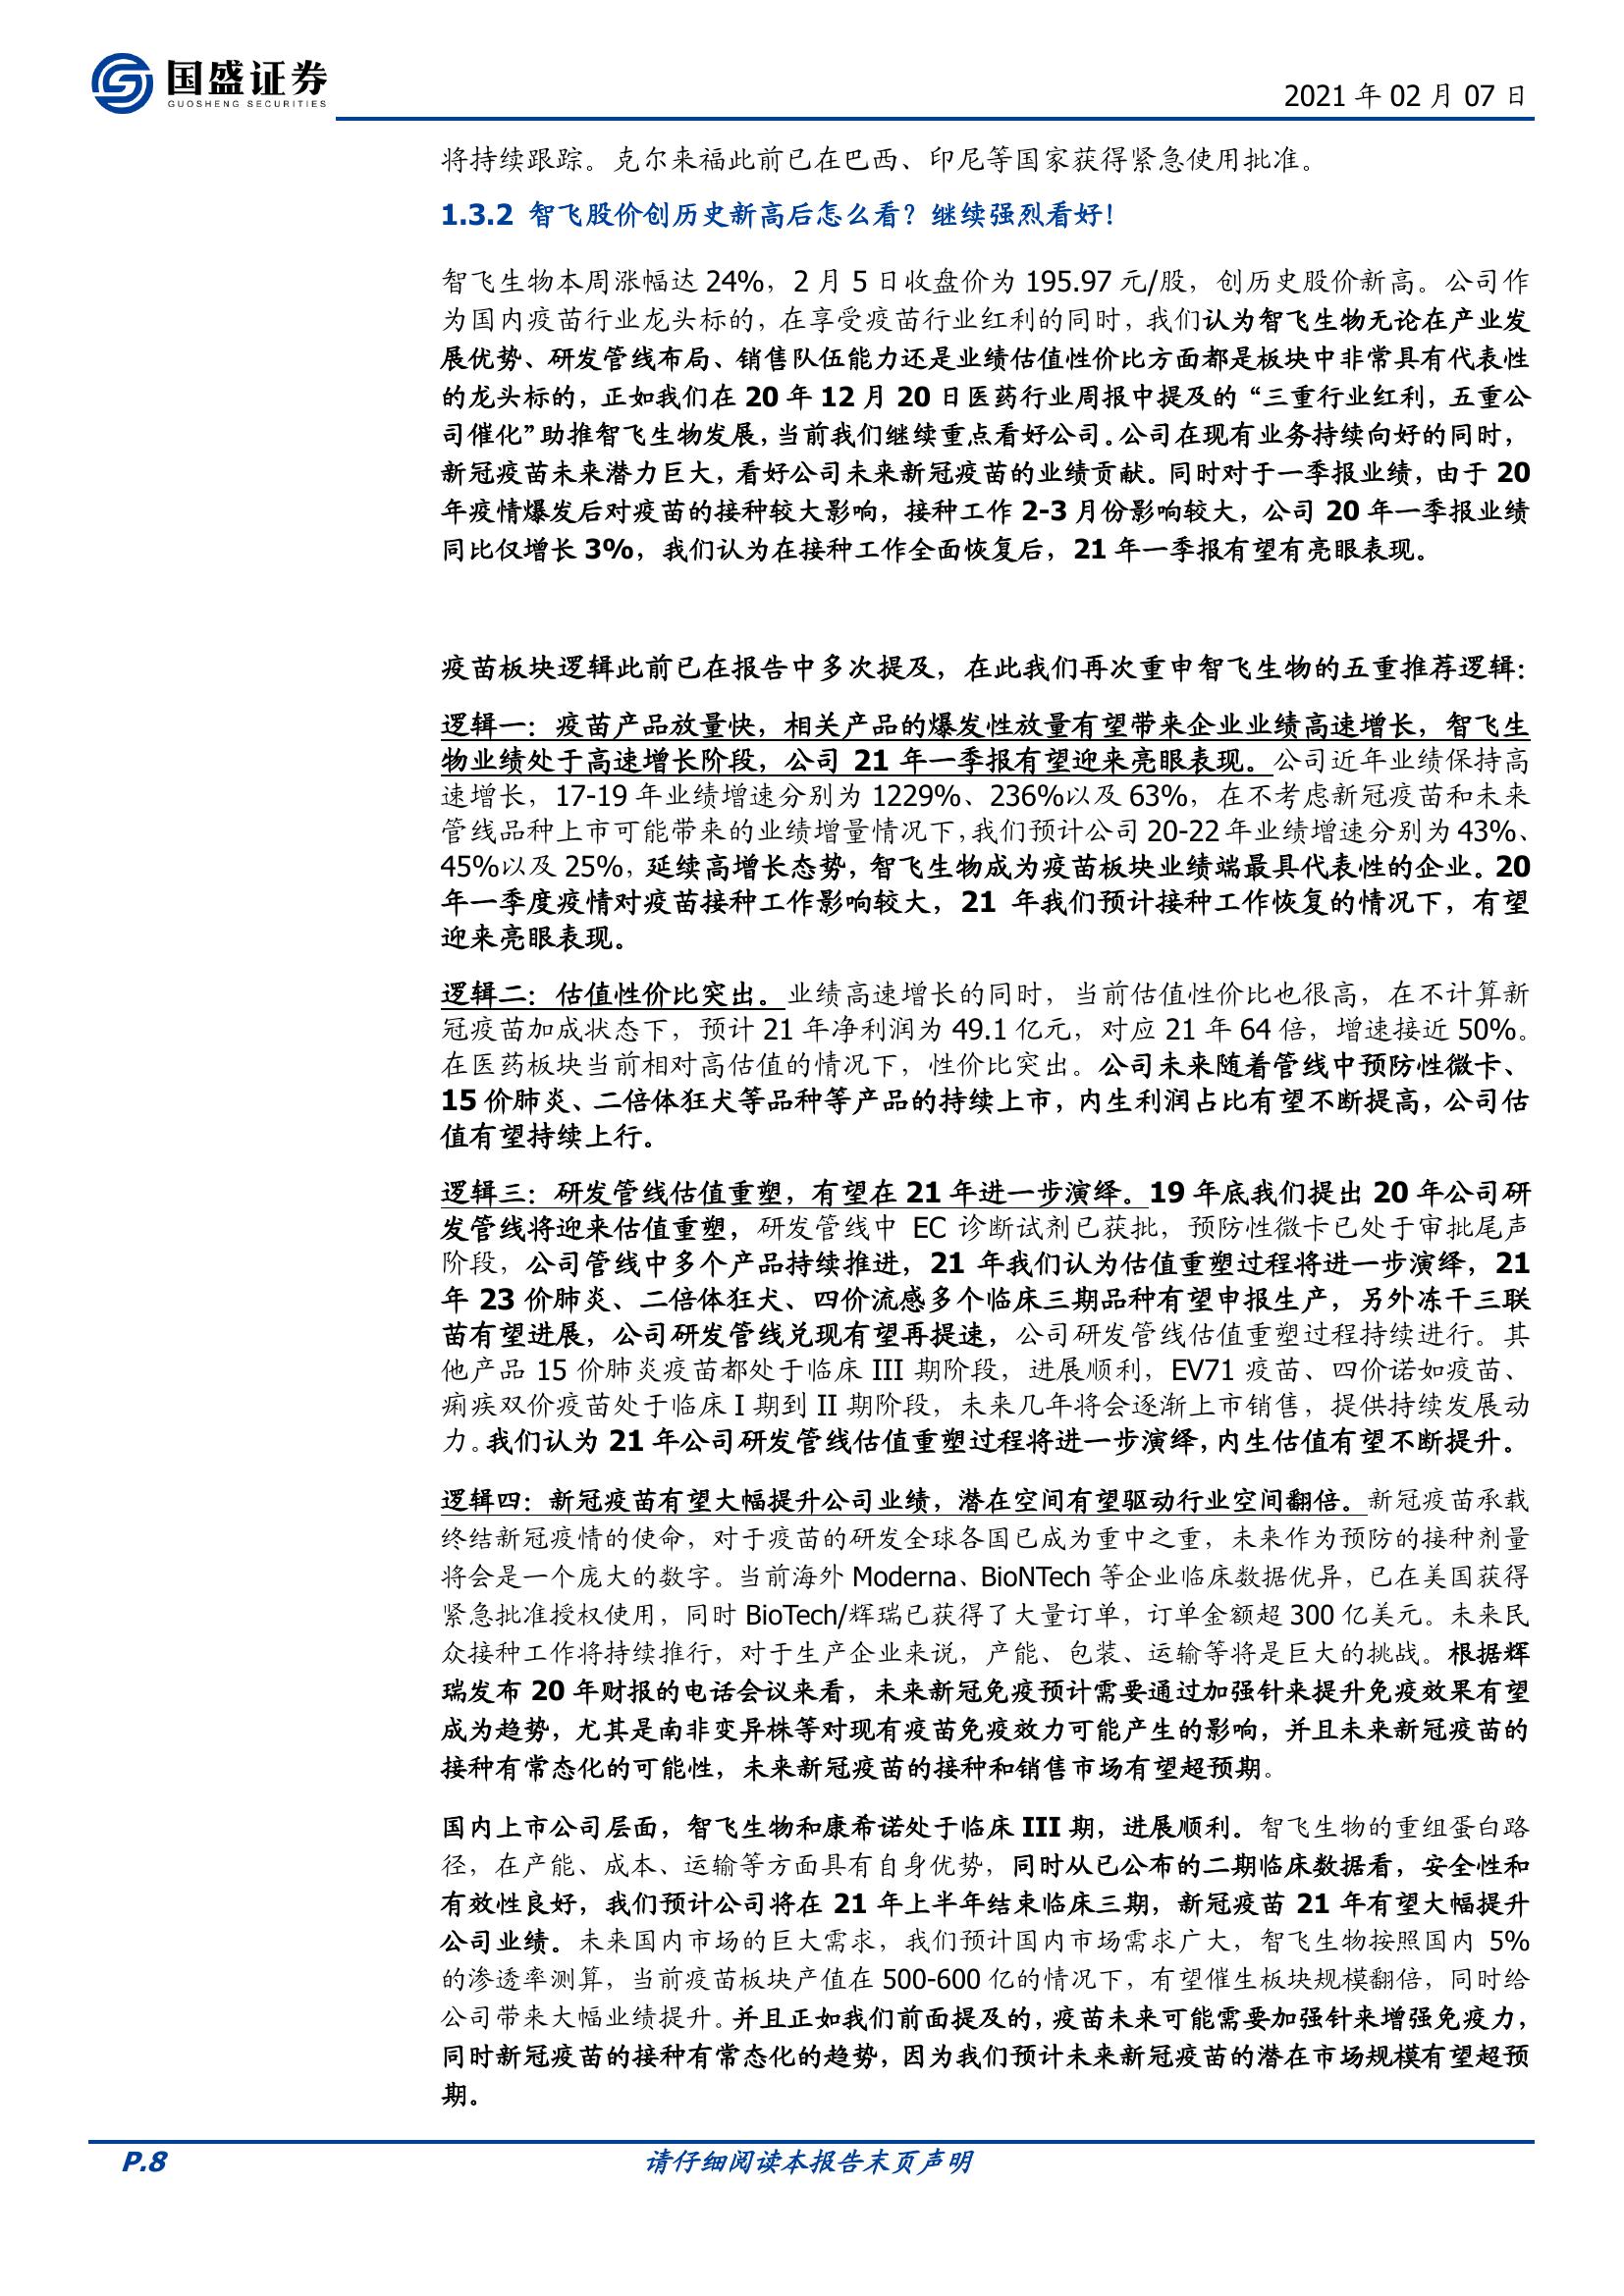 国盛证券
GUOSHENG SECURITIES
2021 年 02 月 07 日
将持续跟踪。克尔来福此前已在巴西、印尼等国家获得紧急使用批准。
1.3.2 智飞股价创历史新高后怎么看？继续强烈看好！
智飞生物本周涨幅达 24%，2 月 5 日收盘价为 195.97 元/股，创历史股价新高。公司作
为国内疫苗行业龙头标的，在享受疫苗行业红利的同时，我们认为智飞生物无论在产业发
展优势、研发管线布局、销售队伍能力还是业绩估值性价比方面都是板块中非常具有代表性
的龙头标的，正如我们在 20 年 12 月 20 日医药行业周报中提及的“三重行业红利，五重公
司催化”助推智飞生物发展，当前我们继续重点看好公司。公司在现有业务持续向好的同时，
新冠疫苗未来潜力巨大，看好公司未来新冠疫苗的业绩贡献。同时对于一季报业绩，由于 20
年疫情爆发后对疫苗的接种较大影响，接种工作 2-3 月份影响较大，公司 20 年一季报业绩
同比仅增长 3%，我们认为在接种工作全面恢复后，21 年一季报有望有亮眼表现。
疫苗板块逻辑此前已在报告中多次提及，在此我们再次重申智飞生物的五重推荐逻辑：
逻辑一：疫苗产品放量快，相关产品的爆发性放量有望带来企业业绩高速增长，智飞生
物业绩处于高速增长阶段，公司 21 年一季报有望迎来亮眼表现。公司近年业绩保持高
速增长，17-19 年业绩增速分别为 1229%、236%以及 63%，在不考虑新冠疫苗和未来
管线品种上市可能带来的业绩增量情况下，我们预计公司 20-22 年业绩增速分别为 43%、
45%以及 25%，延续高增长态势，智飞生物成为疫苗板块业绩端最具代表性的企业。20
年一季度疫情对疫苗接种工作影响较大，21 年我们预计接种工作恢复的情况下，有望
迎来亮眼表现。
逻辑二：估值性价比突出。业绩高速增长的同时，当前估值性价比也很高，在不计算新
冠疫苗加成状态下，预计 21 年净利润为 49.1 亿元，对应 21 年 64 倍，增速接近 50%。
在医药板块当前相对高估值的情况下，性价比突出。公司未来随着管线中预防性微卡、
15 价肺炎、二倍体狂犬等品种等产品的持续上市，内生利润占比有望不断提高，公司估
值有望持续上行。
逻辑三：研发管线估值重塑，有望在 21 年进一步演绎。19 年底我们提出 20 年公司研
发管线将迎来估值重塑，研发管线中 EC 诊断试剂已获批，预防性微卡已处于审批尾声
阶段，公司管线中多个产品持续推进，21 年我们认为估值重塑过程将进一步演绎，21
年 23 价肺炎、二倍体狂犬、四价流感多个临床三期品种有望申报生产，另外冻干三联
苗有望进展，公司研发管线兑现有望再提速，公司研发管线估值重塑过程持续进行。其
他产品 15 价肺炎疫苗都处于临床 III 期阶段，进展顺利，EV71 疫苗、四价诺如疫苗、
痢疾双价疫苗处于临床 I 期到 II 期阶段，未来几年将会逐渐上市销售，提供持续发展动
力。我们认为 21 年公司研发管线估值重塑过程将进一步演绎，内生估值有望不断提升。
逻辑四：新冠疫苗有望大幅提升公司业绩，潜在空间有望驱动行业空间翻倍。新冠疫苗承载
终结新冠疫情的使命，对于疫苗的研发全球各国已成为重中之重，未来作为预防的接种剂量
将会是一个庞大的数字。当前海外 Moderna、BioNTech 等企业临床数据优异，已在美国获得
紧急批准授权使用，同时 BioTech/辉瑞已获得了大量订单，订单金额超 300 亿美元。未来民
众接种工作将持续推行，对于生产企业来说，产能、包装、运输等将是巨大的挑战。根据辉
瑞发布 20 年财报的电话会议来看，未来新冠免疫预计需要通过加强针来提升免疫效果有望
成为趋势，尤其是南非变异株等对现有疫苗免疫效力可能产生的影响，并且未来新冠疫苗的
接种有常态化的可能性，未来新冠疫苗的接种和销售市场有望超预期。
国内上市公司层面，智飞生物和康希诺处于临床 III 期，进展顺利。智飞生物的重组蛋白路
径，在产能、成本、运输等方面具有自身优势，同时从已公布的二期临床数据看，安全性和
有效性良好，我们预计公司将在 21 年上半年结束临床三期，新冠疫苗 21 年有望大幅提升
公司业绩。未来国内市场的巨大需求，我们预计国内市场需求广大，智飞生物按照国内 5%
的渗透率测算，当前疫苗板块产值在 500-600 亿的情况下，有望催生板块规模翻倍，同时给
公司带来大幅业绩提升。并且正如我们前面提及的，疫苗未来可能需要加强针来增强免疫力，
同时新冠疫苗的接种有常态化的趋势，因为我们预计未来新冠疫苗的潜在市场规模有望超预
期。
P.8
请仔细阅读本报告末页声明